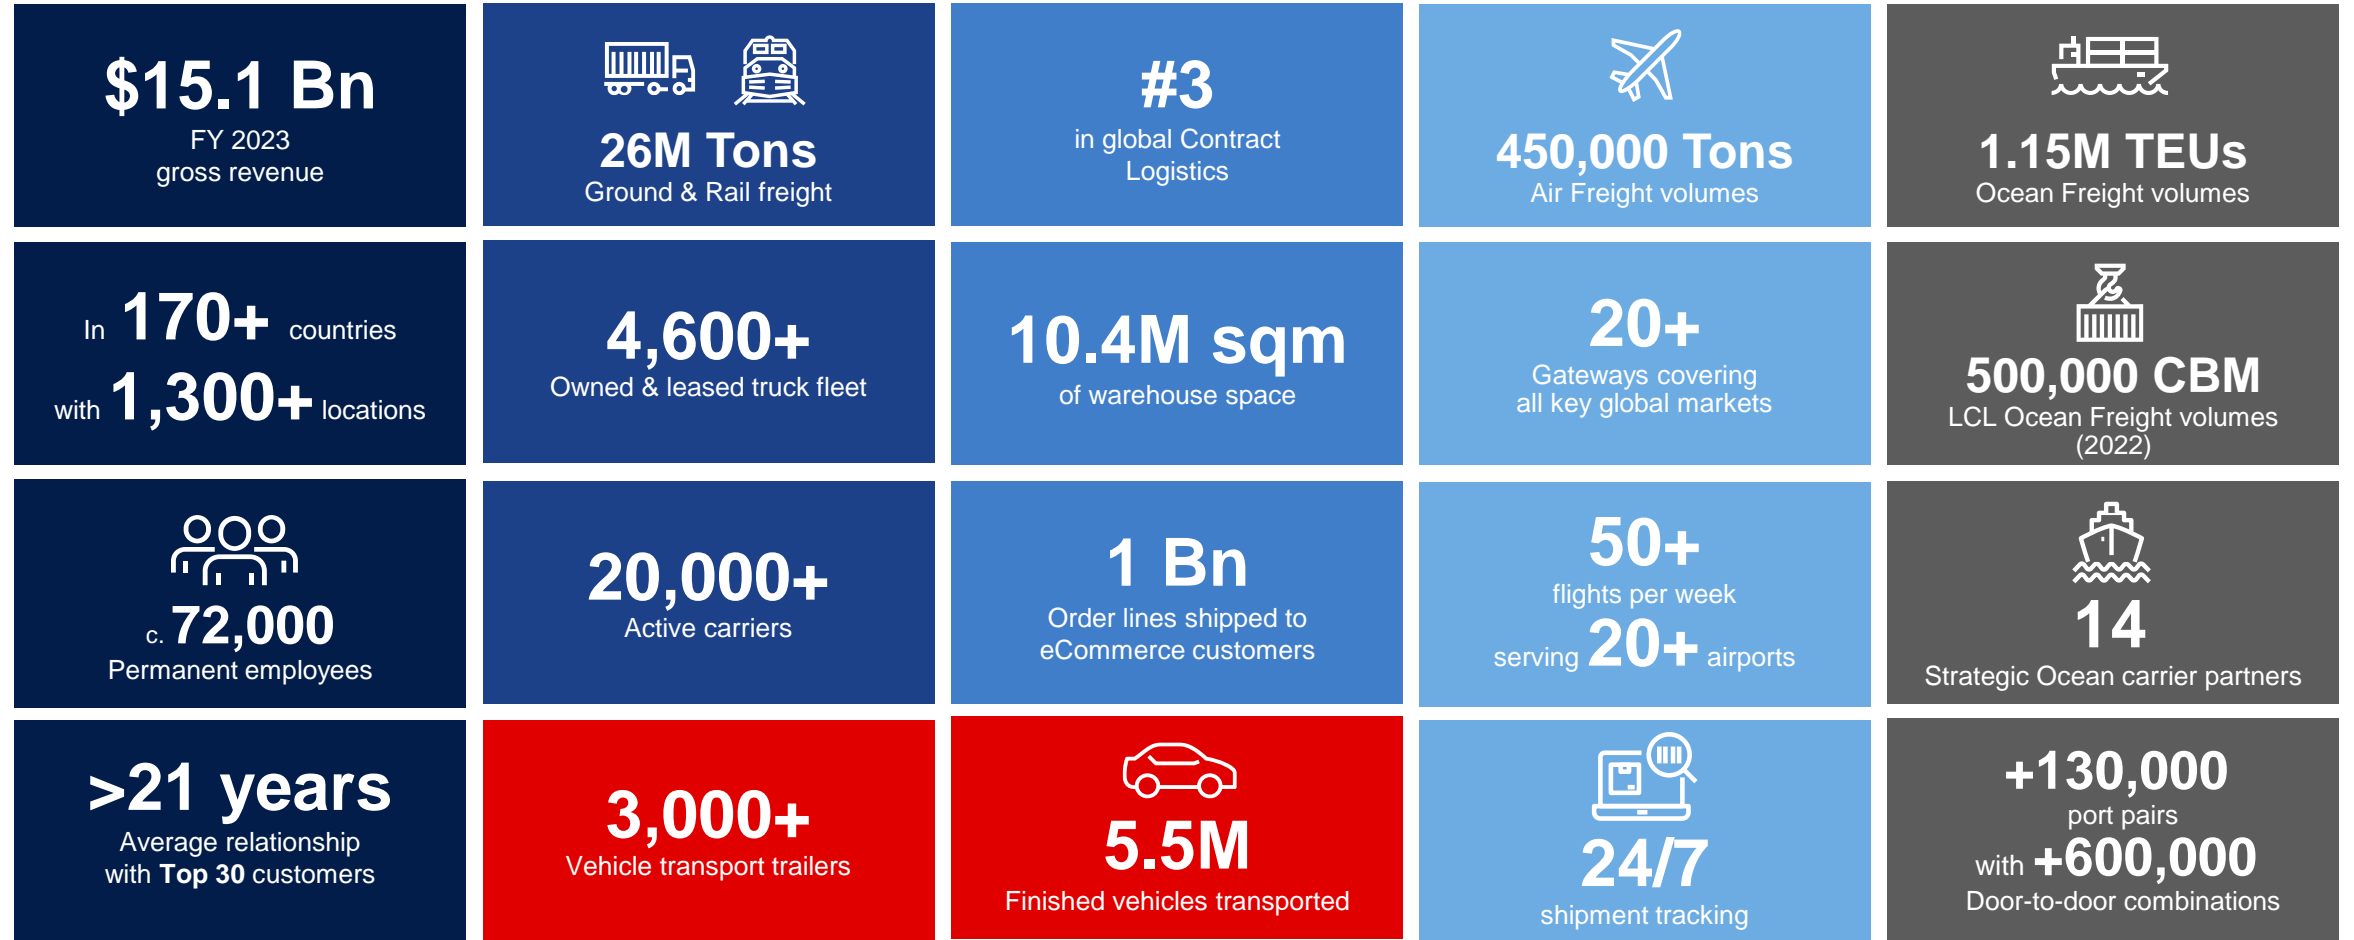 $15.1 Bn
FY 2023
gross revenue
26M Tons
Ground & Rail freight
#3
in global Contract
Logistics
450,000 Tons
Air Freight volumes
1.15M TEUs
Ocean Freight volumes
In 170+ countries
with 1,300+ locations
4,600+
Owned & leased truck fleet
10.4M sqm
of warehouse space
20+
Gateways covering
all key global markets
500,000 CBM
LCL Ocean Freight volumes
(2022)
c. 72,000
Permanent employees
20,000+
Active carriers
1 Bn
Order lines shipped to
eCommerce customers
50+
flights per week
serving 20+ airports
14
Strategic Ocean carrier partners
>21 years
Average relationship
with Top 30 customers
3,000+
Vehicle transport trailers
5.5M
Finished vehicles transported
24/7
shipment tracking
+130,000
port pairs
with +600,000
Door-to-door combinations